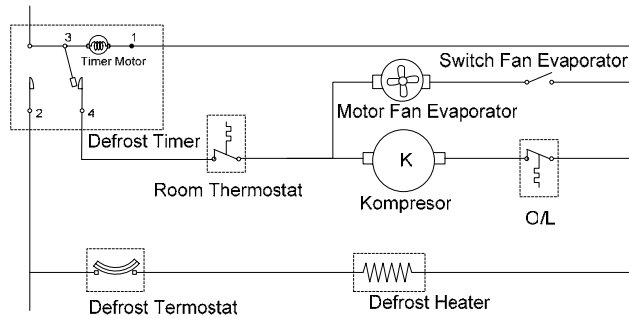 3 1
Timer Motor
Switch Fan Evaporator
2 4
Motor Fan Evaporator
Defrost Timer
K
Room Thermostat
Kompresor
O/L
Defrost Termostat
Defrost Heater